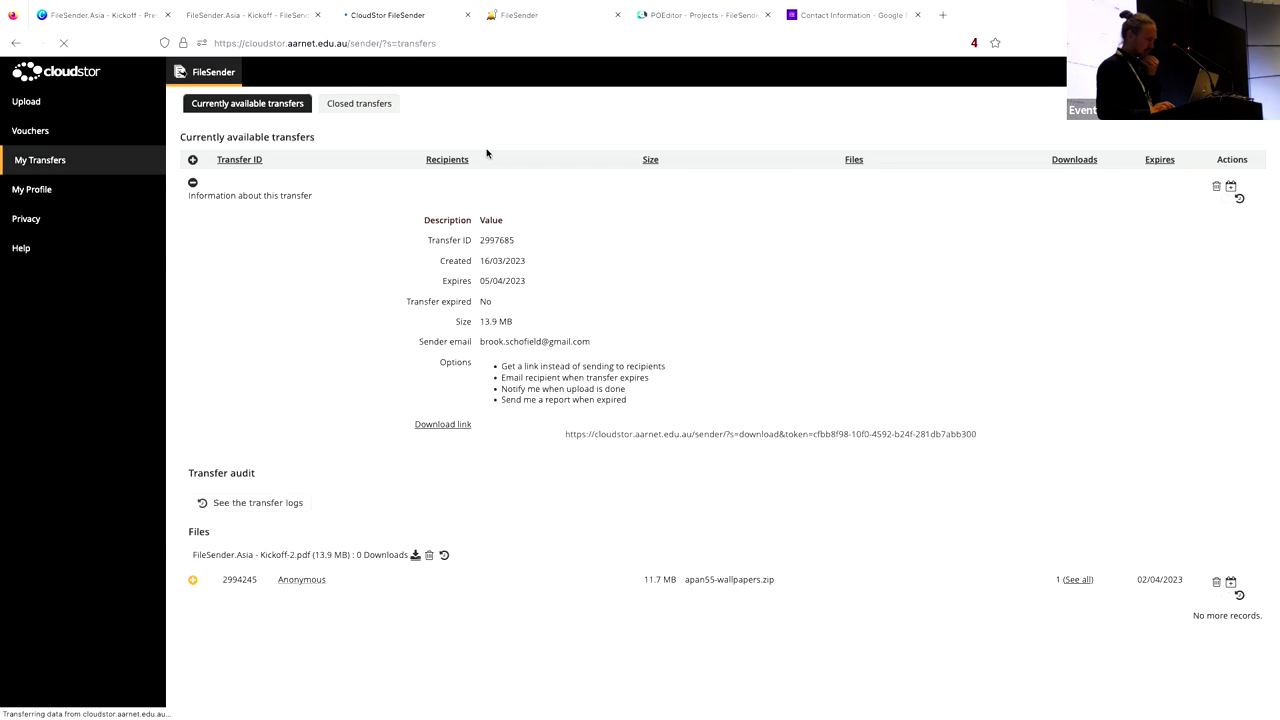 FileSender.Asia - Kickoff - Pre
FileSender.Asia - Kickoff - FileSend
CloudStor FileSender
FileSender
POEditor - Projects - FileSende
Contact Information - Google F
https://cloudstor.aarnet.edu.au/sender/?s=transfers
4
Event
cloudstor
FileSender
Upload
Vouchers
My Transfers
My Profile
Privacy
Help
Currently available transfers
Closed transfers
Currently available transfers
Transfer ID Recipients Size Files Downloads Expires Actions
Information about this transfer
Description Value
Transfer ID 2997685
Created 16/03/2023
Expires 05/04/2023
Transfer expired No
Size 13.9 MB
Sender email brook.schofield@gmail.com
Options
• Get a link instead of sending to recipients
• Email recipient when transfer expires
• Notify me when upload is done
• Send me a report when expired
Download link
https://cloudstor.aarnet.edu.au/sender/?s=download&token=cfbb8f98-10f0-4592-b24f-281db7abb300
Transfer audit
See the transfer logs
Files
FileSender.Asia - Kickoff-2.pdf (13.9 MB) : 0 Downloads
2994245 Anonymous 11.7 MB apan55-wallpapers.zip 1 (See all) 02/04/2023
No more records.
Transferring data from cloudstor.aarnet.edu.au...